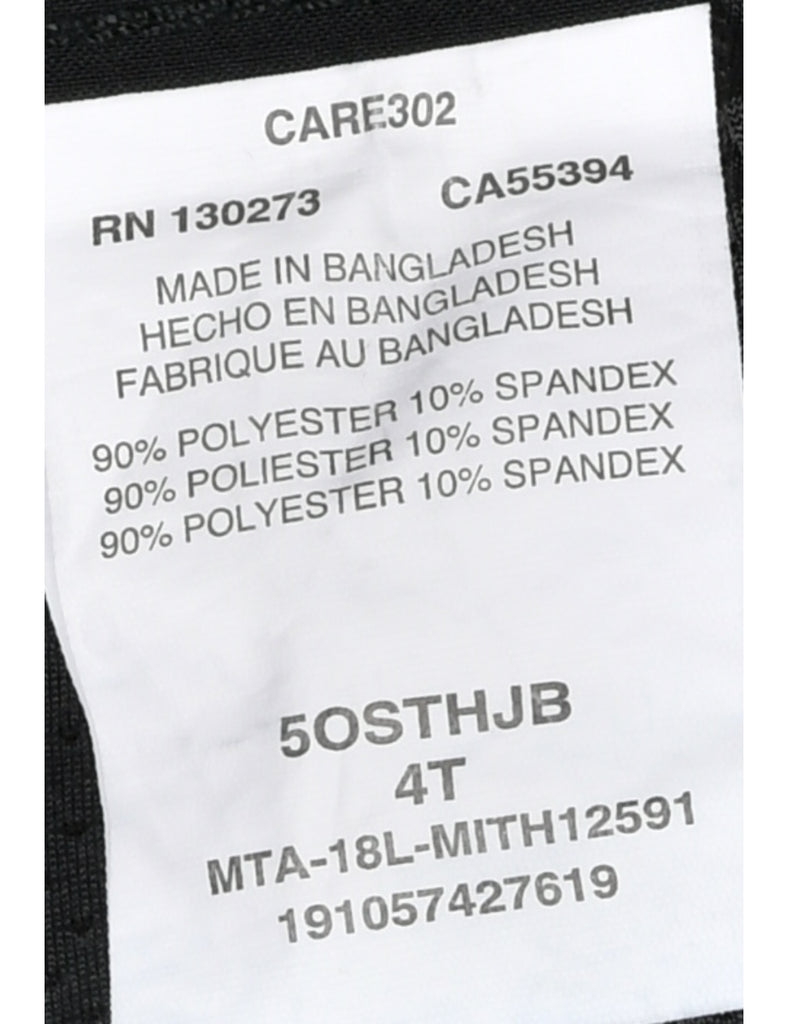 CARE302
RN 130273 CA55394
MADE IN BANGLADESH
HECHO EN BANGLADESH
FABRIQUE AU BANGLADESH
90% POLYESTER 10% SPANDEX
90% POLIESTER 10% SPANDEX
90% POLYESTER 10% SPANDEX
5OSTHJB
4T
MTA-18L-MITH12591
191057427619